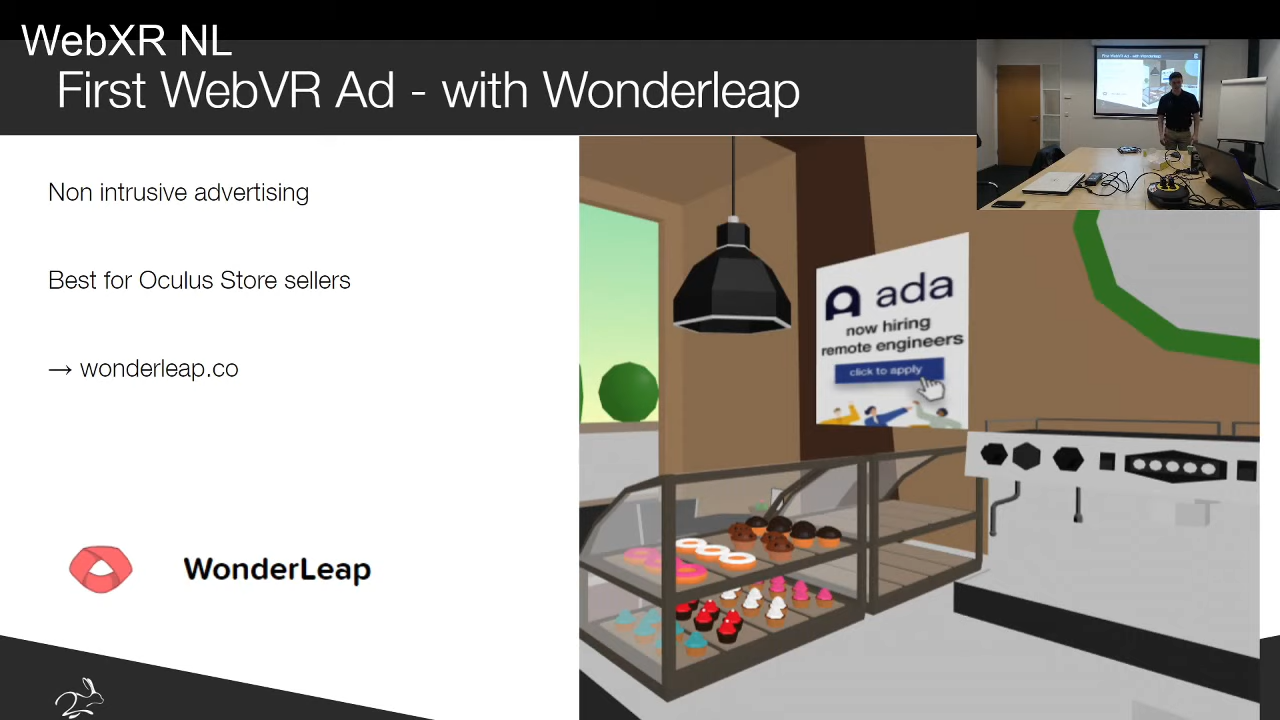 WebXR NL
First WebVR Ad - with Wonderleap
Non intrusive advertising
Best for Oculus Store sellers
→ wonderleap.co
WonderLeap
ada
now hiring
remote engineers
click to apply